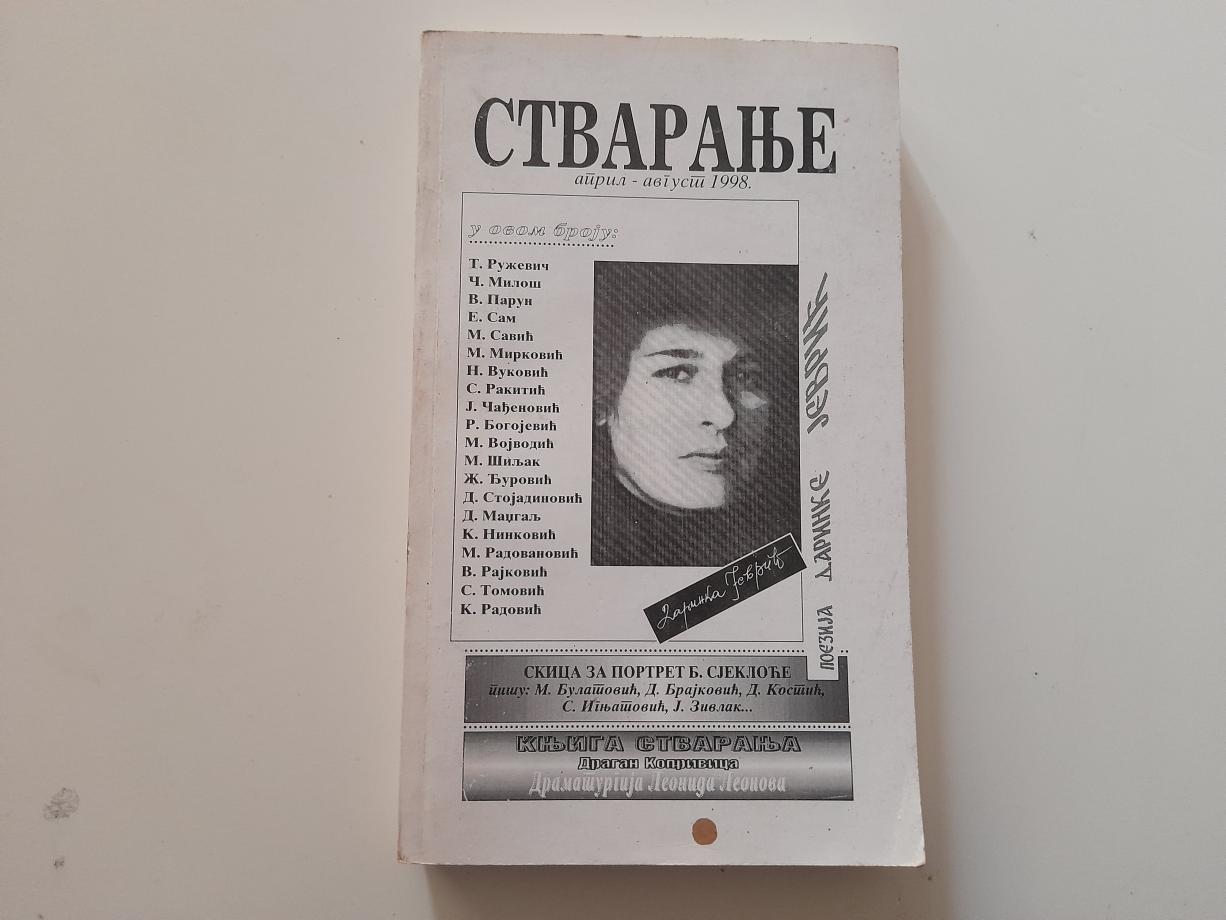 СТВАРАЊЕ
април - август 1998.
у овом броју:
Т. Ружевич
Ч. Милош
В. Парун
Е. Сам
М. Савић
М. Мирковић
Н. Вуковић
С. Ракитић
Ј. Чађеновић
Р. Богојевић
М. Војводић
М. Шиљак
Ж. Ђуровић
Д. Стојадиновић
Д. Маџгаљ
К. Нинковић
М. Радовановић
В. Рајковић
С. Томовић
К. Радовић
Даринка Јеврић
ПОЕЗИЈА ДАРИНКЕ ЈЕВРИЋ
СКИЦА ЗА ПОРТРЕТ Б. СЈЕКЛОЋЕ
пишу: М. Булатовић, Д. Брајковић, Д. Костић,
С. Игњатовић, Ј. Зивлак...
КЊИГА СТВАРАЊА
Драган Копривица
Драматургија Леонида Леонова